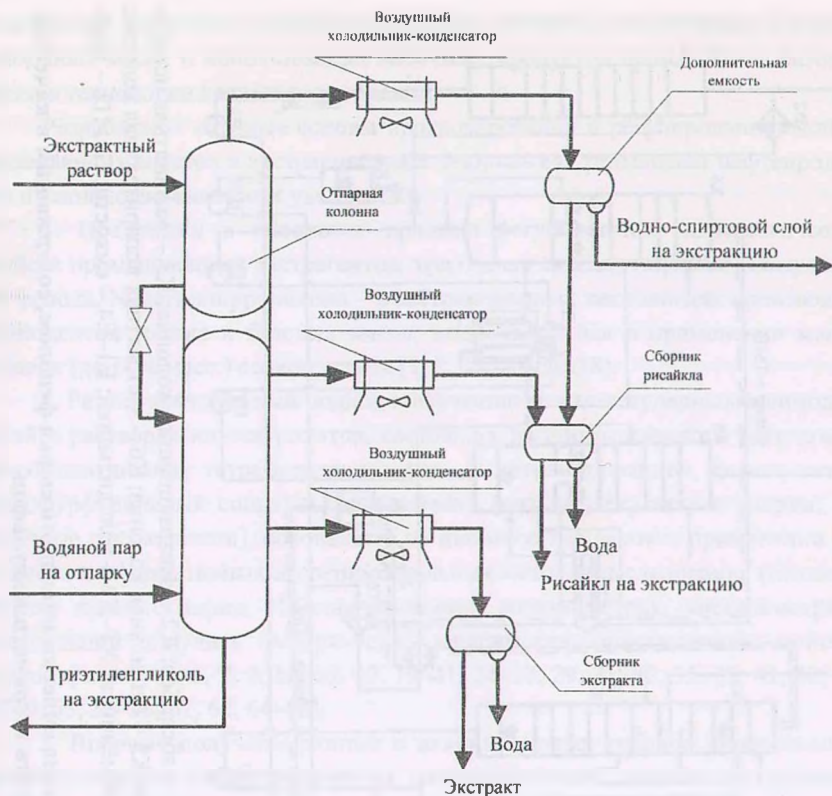 Воздушный
холодильник-конденсатор
Дополнительная
емкость
Экстрактный
раствор
Отпарная
колонна
Водно-спиртовой слой
на экстракцию
Воздушный
холодильник-конденсатор
Сборник
рисайкла
Воздушный
холодильник-конденсатор
Вода
Водяной пар
на отпарку
Рисайкл на экстракцию
Триэтиленгликоль
на экстракцию
Сборник
экстракта
Вода
Экстракт